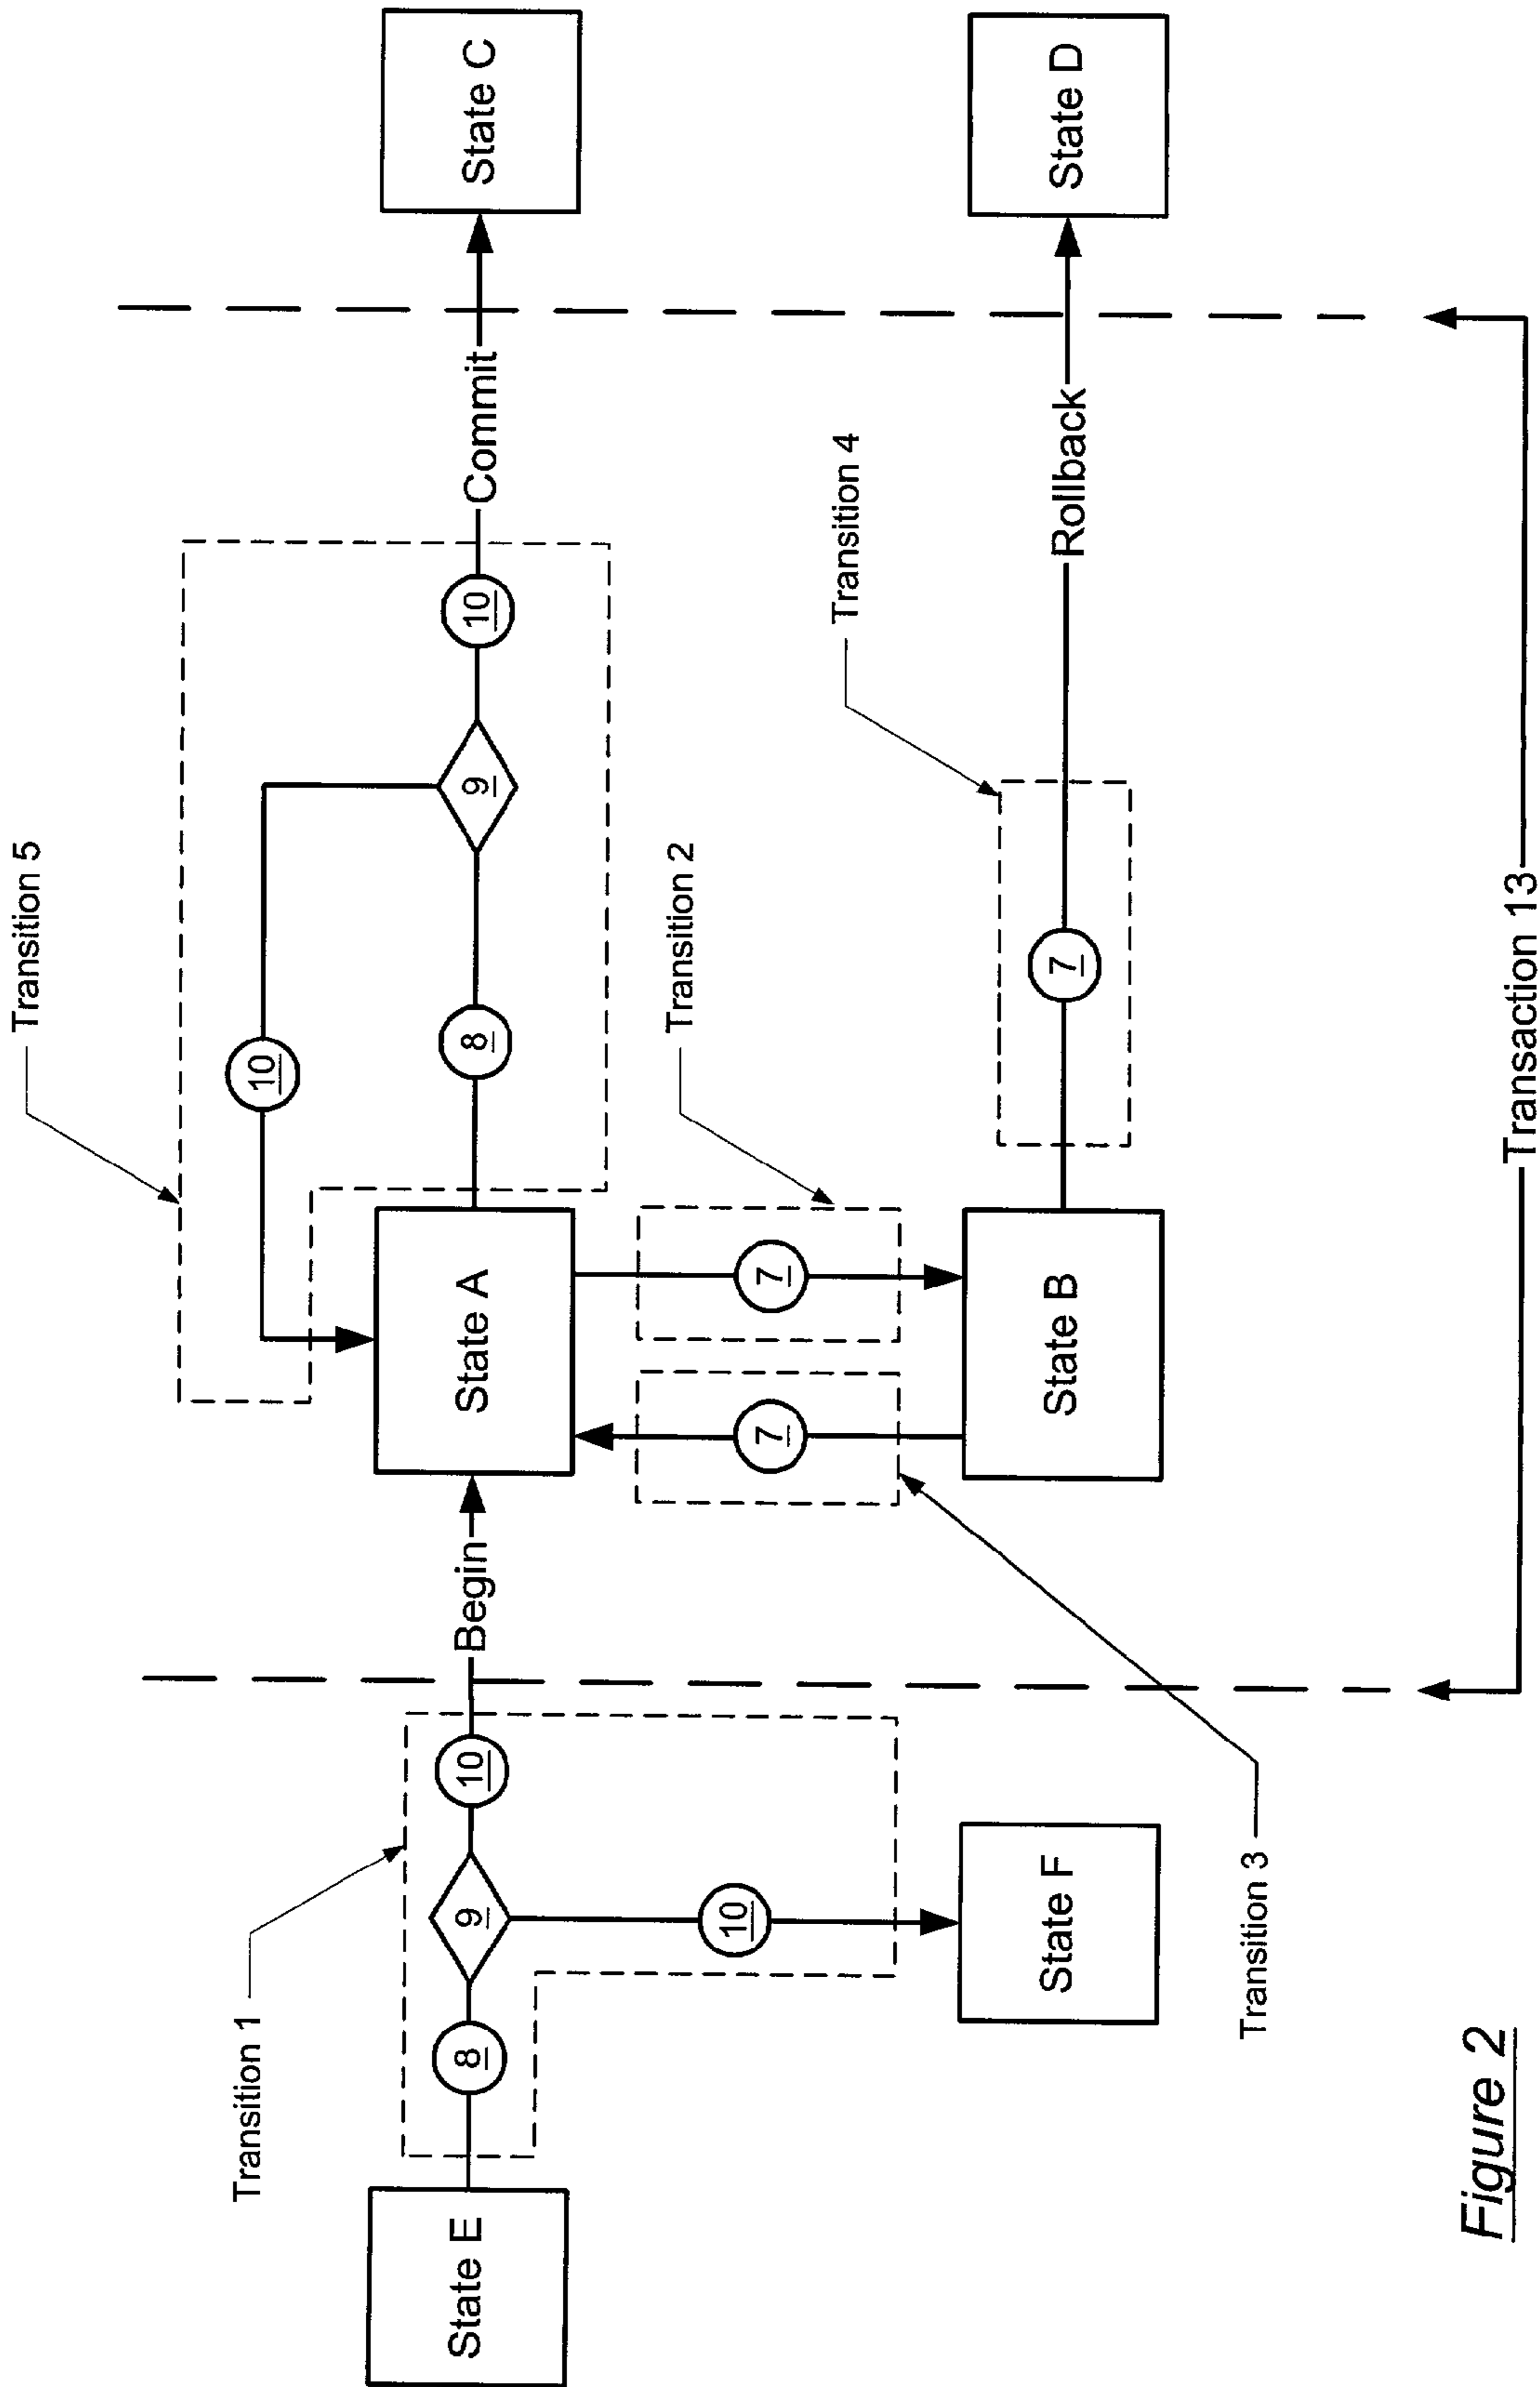 Transition 5
10
Transition 1
State E
8
9
10
Begin
State A
8
9
10
Commit
State C
10
7
7
Transition 2
Transition 4
State F
State B
7
Rollback
State D
Transition 3
Transaction 13
Figure 2